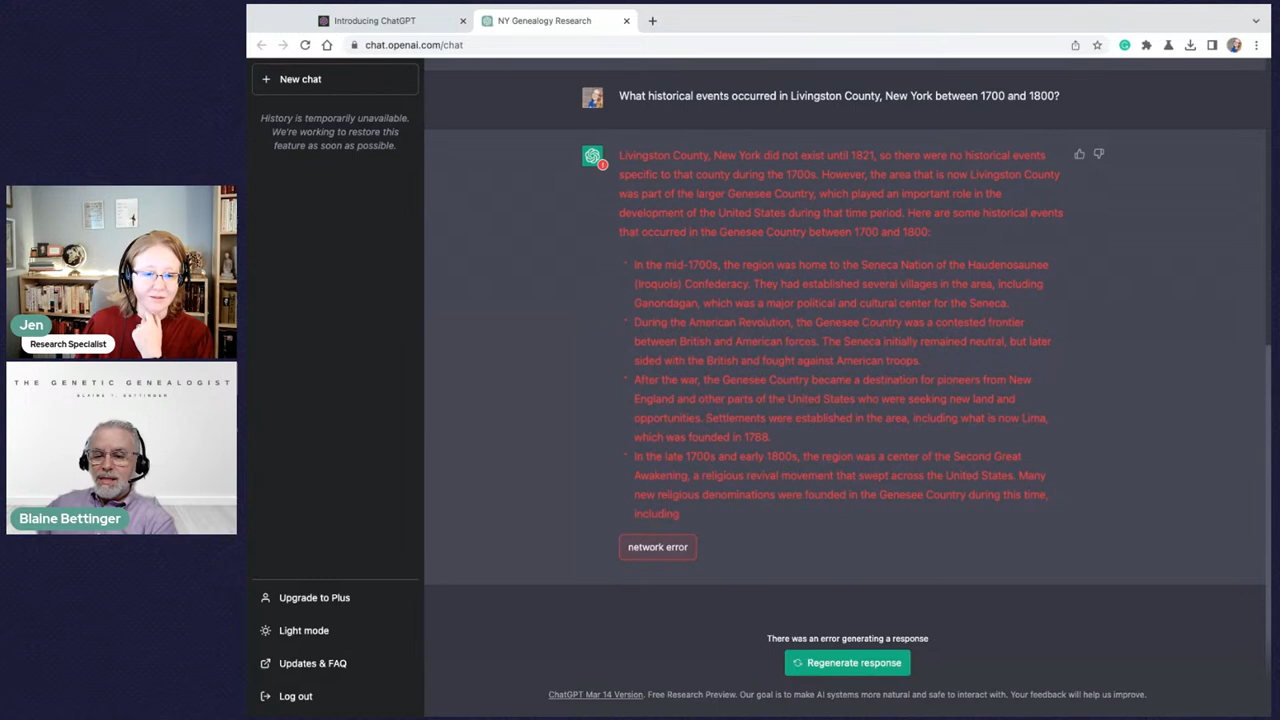 Introducing ChatGPT
NY Genealogy Research
chat.openai.com/chat
New chat
History is temporarily unavailable.
We're working to restore this
feature as soon as possible.
What historical events occurred in Livingston County, New York between 1700 and 1800?
Livingston County, New York did not exist until 1821, so there were no historical events
specific to that county during the 1700s. However, the area that is now Livingston County
was part of the larger Genesee Country, which played an important role in the
development of the United States during that time period. Here are some historical events
that occurred in the Genesee Country between 1700 and 1800:
In the mid-1700s, the region was home to the Seneca Nation of the Haudenosaunee
(Iroquois) Confederacy. They had established several villages in the area, including
Ganondagan, which was a major political and cultural center for the Seneca.
During the American Revolution, the Genesee Country was a contested frontier
between British and American forces. The Seneca initially remained neutral, but later
sided with the British and fought against American troops.
After the war, the Genesee Country became a destination for pioneers from New
England and other parts of the United States who were seeking new land and
opportunities. Settlements were established in the area, including what is now Lima,
which was founded in 1788.
In the late 1700s and early 1800s, the region was a center of the Second Great
Awakening, a religious revival movement that swept across the United States. Many
new religious denominations were founded in the Genesee Country during this time,
including
network error
There was an error generating a response
Regenerate response
ChatGPT Mar 14 Version. Free Research Preview. Our goal is to make AI systems more natural and safe to interact with. Your feedback will help us improve.
Upgrade to Plus
Light mode
Updates & FAQ
Log out
Jen
Research Specialist
THE GENETIC GENEALOGIST
BLAINE T. BETTINGER
Blaine Bettinger